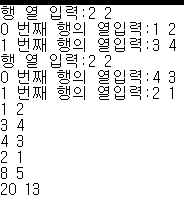 행 열 입력:2 2
0 번째 행의 열입력:1 2
1 번째 행의 열입력:3 4
행 열 입력:2 2
0 번째 행의 열입력:4 3
1 번째 행의 열입력:2 1
1 2
3 4
4 3
2 1
8 5
20 13